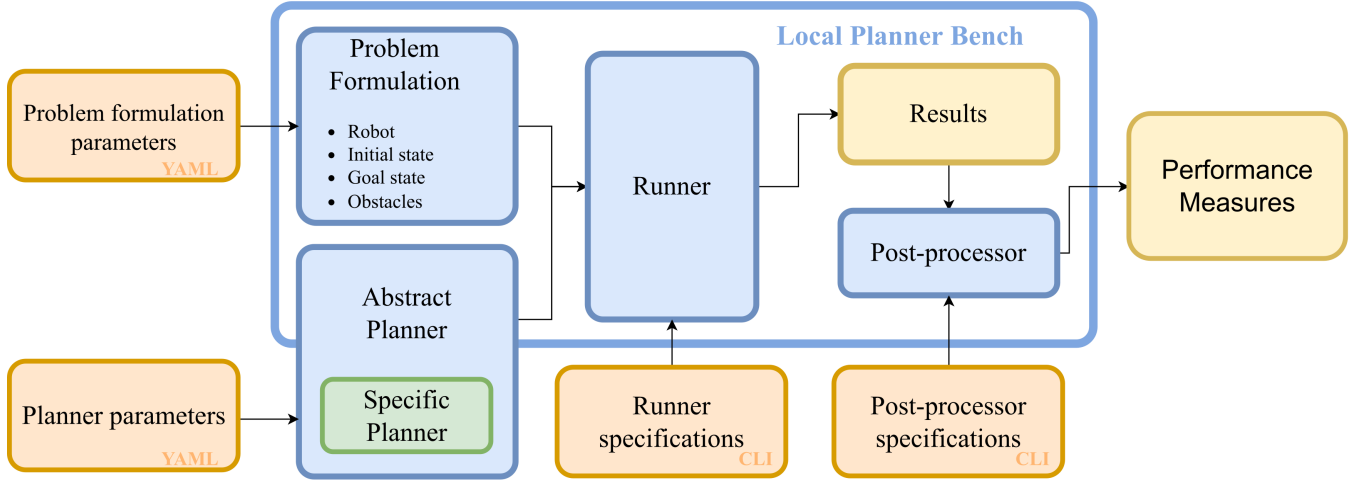 Local Planner Bench
Problem formulation
parameters
YAML
Problem
Formulation
• Robot
• Initial state
• Goal state
• Obstacles
Runner
Results
Post-processor
Performance
Measures
Abstract
Planner
Specific
Planner
Planner parameters
YAML
Runner
specifications
CLI
Post-processor
specifications
CLI